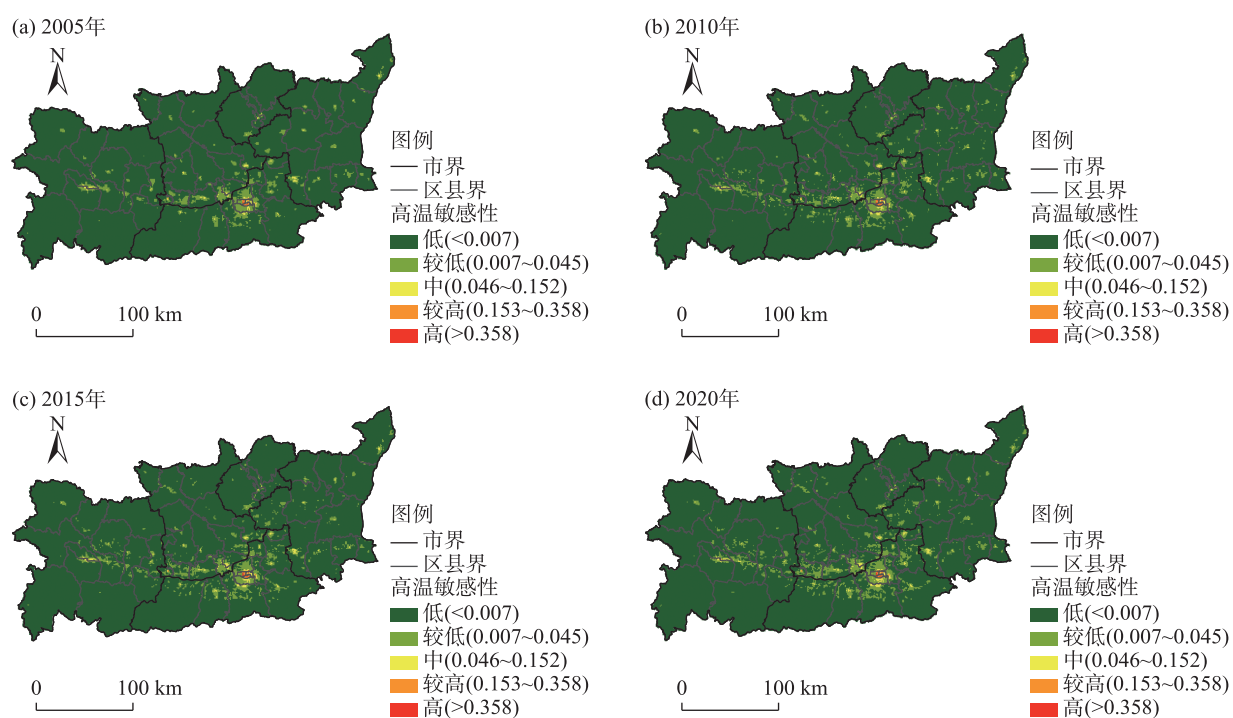 (a) 2005年
N
图例
市界
区县界
高温敏感性
低(<0.007)
较低(0.007~0.045)
中(0.046~0.152)
较高(0.153~0.358)
高(>0.358)
0 100 km
(b) 2010年
N
图例
市界
区县界
高温敏感性
低(<0.007)
较低(0.007~0.045)
中(0.046~0.152)
较高(0.153~0.358)
高(>0.358)
0 100 km
(c) 2015年
N
图例
市界
区县界
高温敏感性
低(<0.007)
较低(0.007~0.045)
中(0.046~0.152)
较高(0.153~0.358)
高(>0.358)
0 100 km
(d) 2020年
N
图例
市界
区县界
高温敏感性
低(<0.007)
较低(0.007~0.045)
中(0.046~0.152)
较高(0.153~0.358)
高(>0.358)
0 100 km